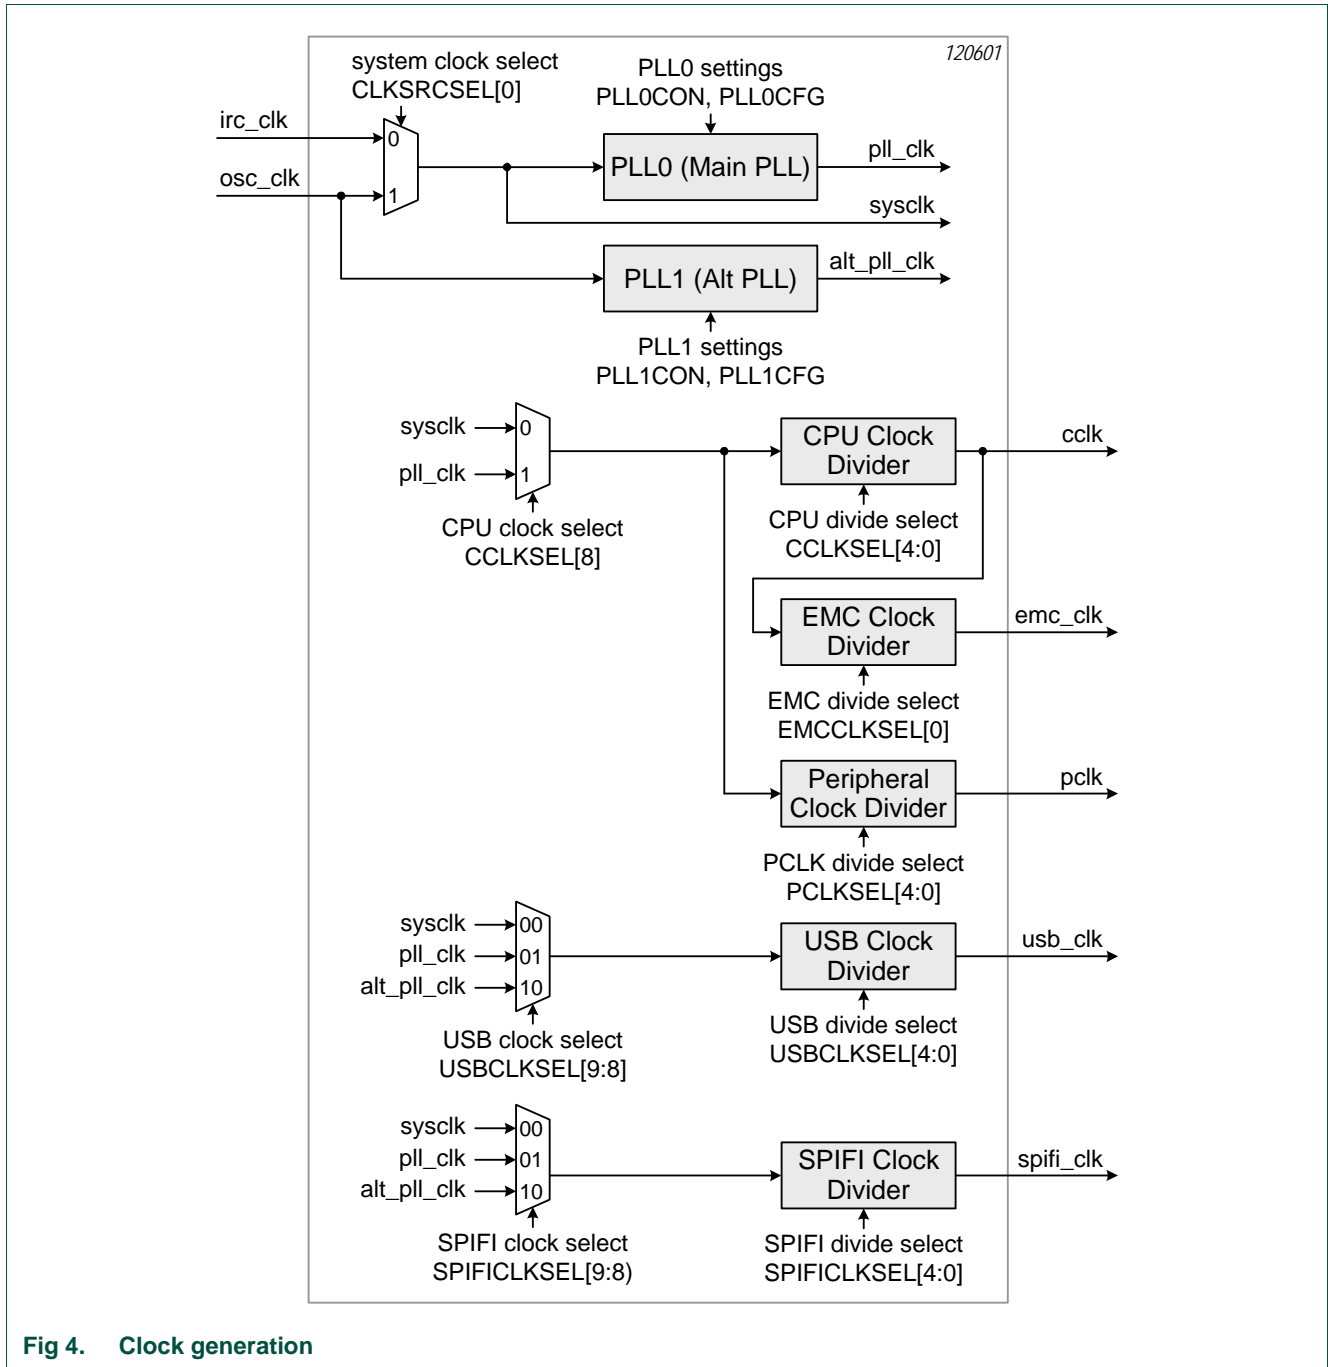 120601
system clock select
CLKSRCSEL[0]
PLL0 settings
PLL0CON, PLL0CFG
irc_clk
0
osc_clk
1
PLL0 (Main PLL)
pll_clk
sysclk
PLL1 (Alt PLL)
alt_pll_clk
PLL1 settings
PLL1CON, PLL1CFG
sysclk
0
pll_clk
1
CPU clock select
CCLKSEL[8]
CPU Clock
Divider
cclk
CPU divide select
CCLKSEL[4:0]
EMC Clock
Divider
emc_clk
EMC divide select
EMCCLKSEL[0]
Peripheral
Clock Divider
pclk
PCLK divide select
PCLKSEL[4:0]
sysclk
00
pll_clk
01
alt_pll_clk
10
USB clock select
USBCLKSEL[9:8]
USB Clock
Divider
usb_clk
USB divide select
USBCLKSEL[4:0]
sysclk
00
pll_clk
01
alt_pll_clk
10
SPIFI clock select
SPIFICLKSEL[9:8)
SPIFI Clock
Divider
spifi_clk
SPIFI divide select
SPIFICLKSEL[4:0]
Fig 4. Clock generation